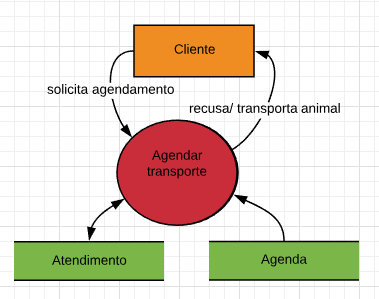 Cliente
solicita agendamento
recusa/ transporta animal
Agendar
transporte
Atendimento
Agenda